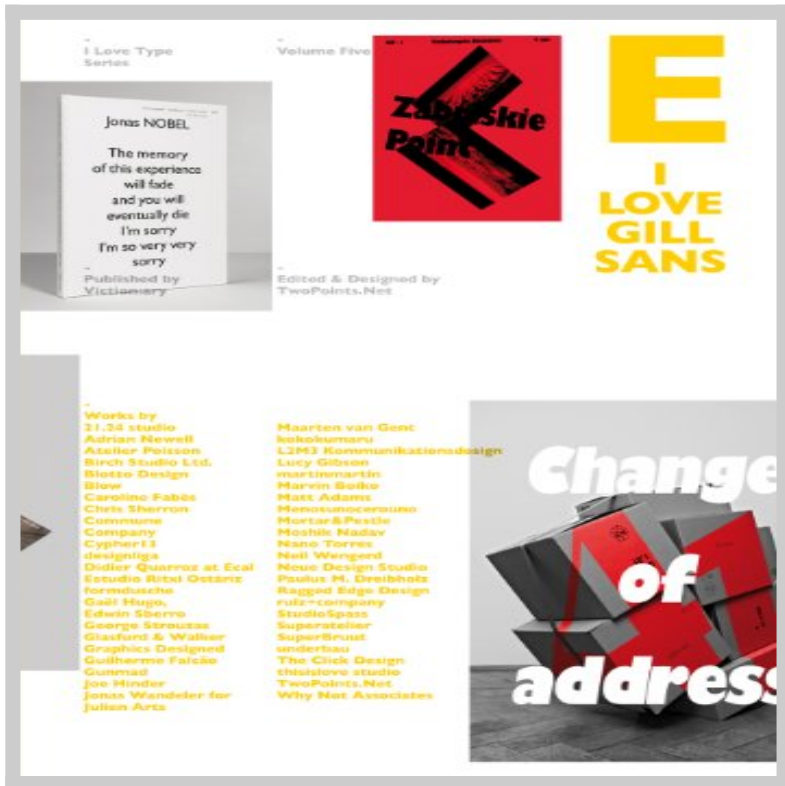 I Love Type
Series
Volume Five
Zabriskie
Point
E
I
LOVE
GILL
SANS
Jonas NOBEL
The memory
of this experience
will fade
and you will
eventually die
I'm sorry
I'm so very very
sorry
Published by
Victionary
Edited & Designed by
TwoPoints.Net
Works by
21.24 studio
Adrian Newell
Atelier Poisson
Birch Studio Ltd.
Blotto Design
Blow
Caroline Fabès
Chris Sherron
Commune
Company
Cypher13
designliga
Didier Quarroz at Ecal
Estudio Ritxi Ostáriz
formdusche
Gaël Hugo,
Edwin Sberro
George Strouzas
Glasfurd & Walker
Graphics Designed
Guilherme Falcão
Gunmad
Joe Hinder
Jonas Wandeler for
Julien Arts
Maarten van Gent
kokokumaru
L2M3 Kommunikationsdesign
Lucy Gibson
martinmartin
Marvin Boiko
Matt Adams
Menosunocerouno
Mortar&Pestle
Moshik Nadav
Nano Torres
Neil Wengerd
Neue Design Studio
Paulus M. Dreibholz
Ragged Edge Design
ruiz+company
StudioSpass
Superatelier
SuperBruut
underbau
The Click Design
thisislove studio
TwoPoints.Net
Why Not Associates
Change
of
address